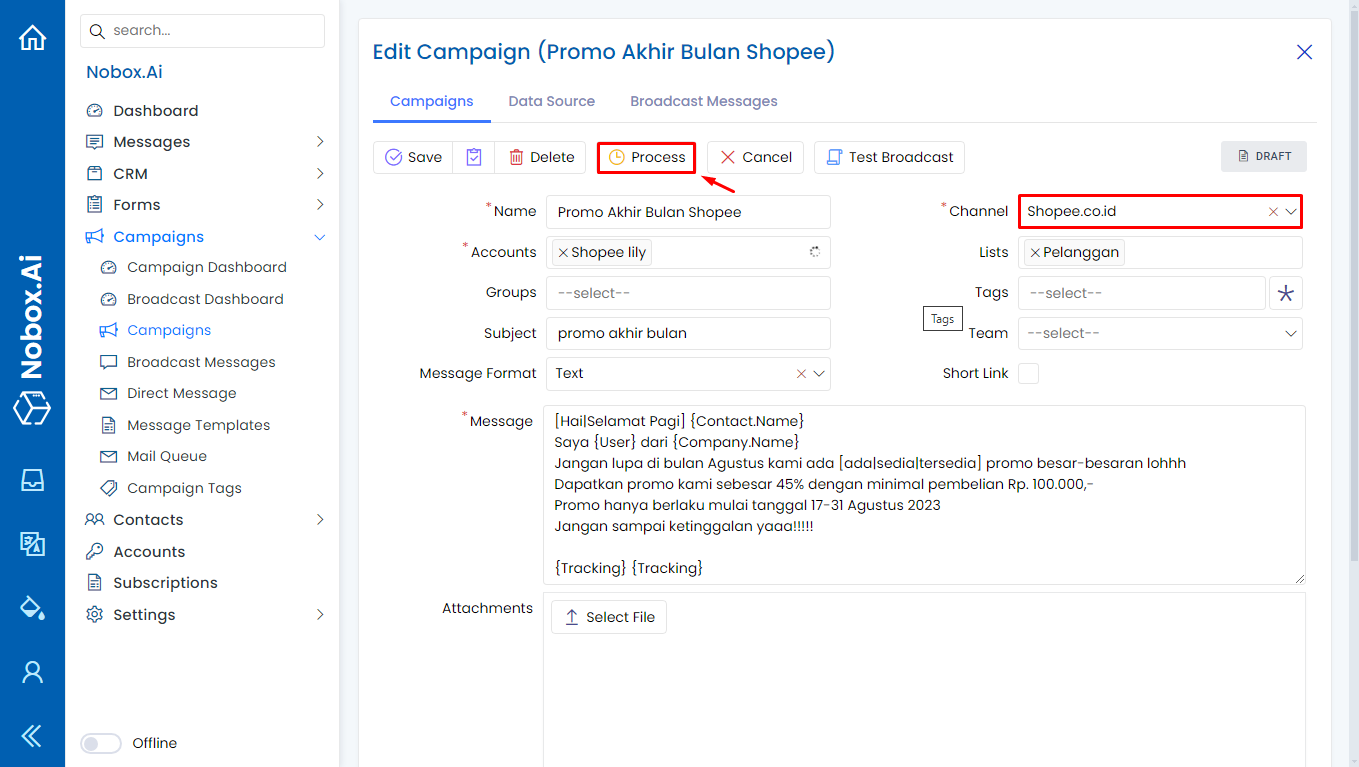 Nobox.Ai
search...
Nobox.Ai
Dashboard
Messages
CRM
Forms
Campaigns
Campaign Dashboard
Broadcast Dashboard
Campaigns
Broadcast Messages
Direct Message
Message Templates
Mail Queue
Campaign Tags
Contacts
Accounts
Subscriptions
Settings
Offline
Edit Campaign (Promo Akhir Bulan Shopee)
Campaigns Data Source Broadcast Messages
Save Delete Process Cancel Test Broadcast DRAFT
*Name Promo Akhir Bulan Shopee *Channel Shopee.co.id
*Accounts Shopee lily Lists Pelanggan
Groups --select-- Tags --select--
Tags
Subject promo akhir bulan Team --select--
Message Format Text Short Link
*Message [Hai|Selamat Pagi] {Contact.Name}
Saya {User} dari {Company.Name}
Jangan lupa di bulan Agustus kami ada [ada|sedia|tersedia] promo besar-besaran lohhh
Dapatkan promo kami sebesar 45% dengan minimal pembelian Rp. 100.000,-
Promo hanya berlaku mulai tanggal 17-31 Agustus 2023
Jangan sampai ketinggalan yaaa!!!!!
{Tracking} {Tracking}
Attachments Select File